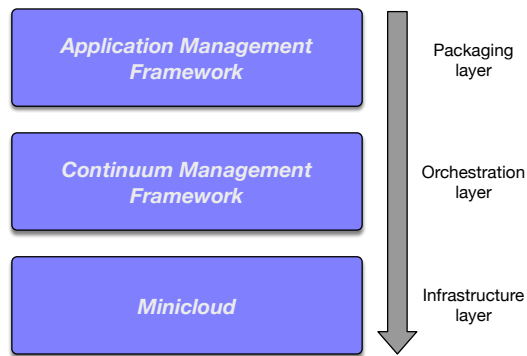 Application Management
Framework
Packaging
layer
Continuum Management
Framework
Orchestration
layer
Minicloud
Infrastructure
layer